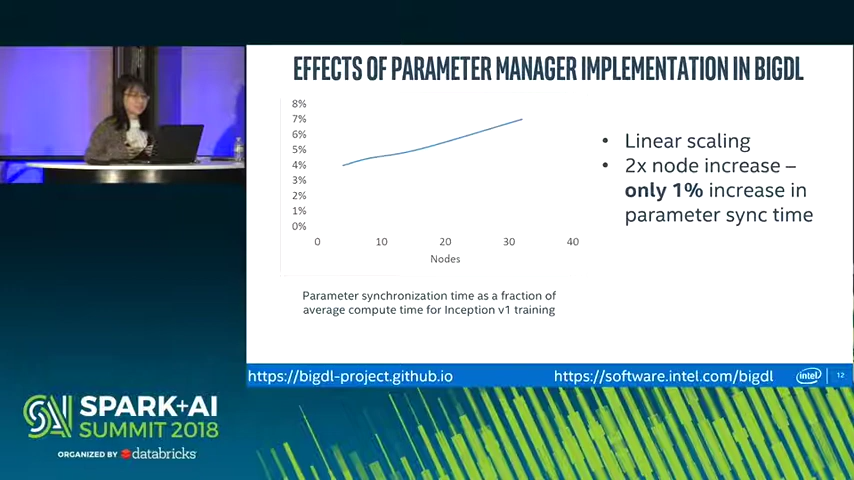 EFFECTS OF PARAMETER MANAGER IMPLEMENTATION IN BIGDL
8%
7%
6%
5%
4%
3%
2%
1%
0%
0 10 20 30 40
Nodes
Parameter synchronization time as a fraction of
average compute time for Inception v1 training
• Linear scaling
• 2x node increase –
only 1% increase in
parameter sync time
https://bigdl-project.github.io
https://software.intel.com/bigdl
intel
12
SAI
SPARK+AI
SUMMIT 2018
ORGANIZED BY databricks